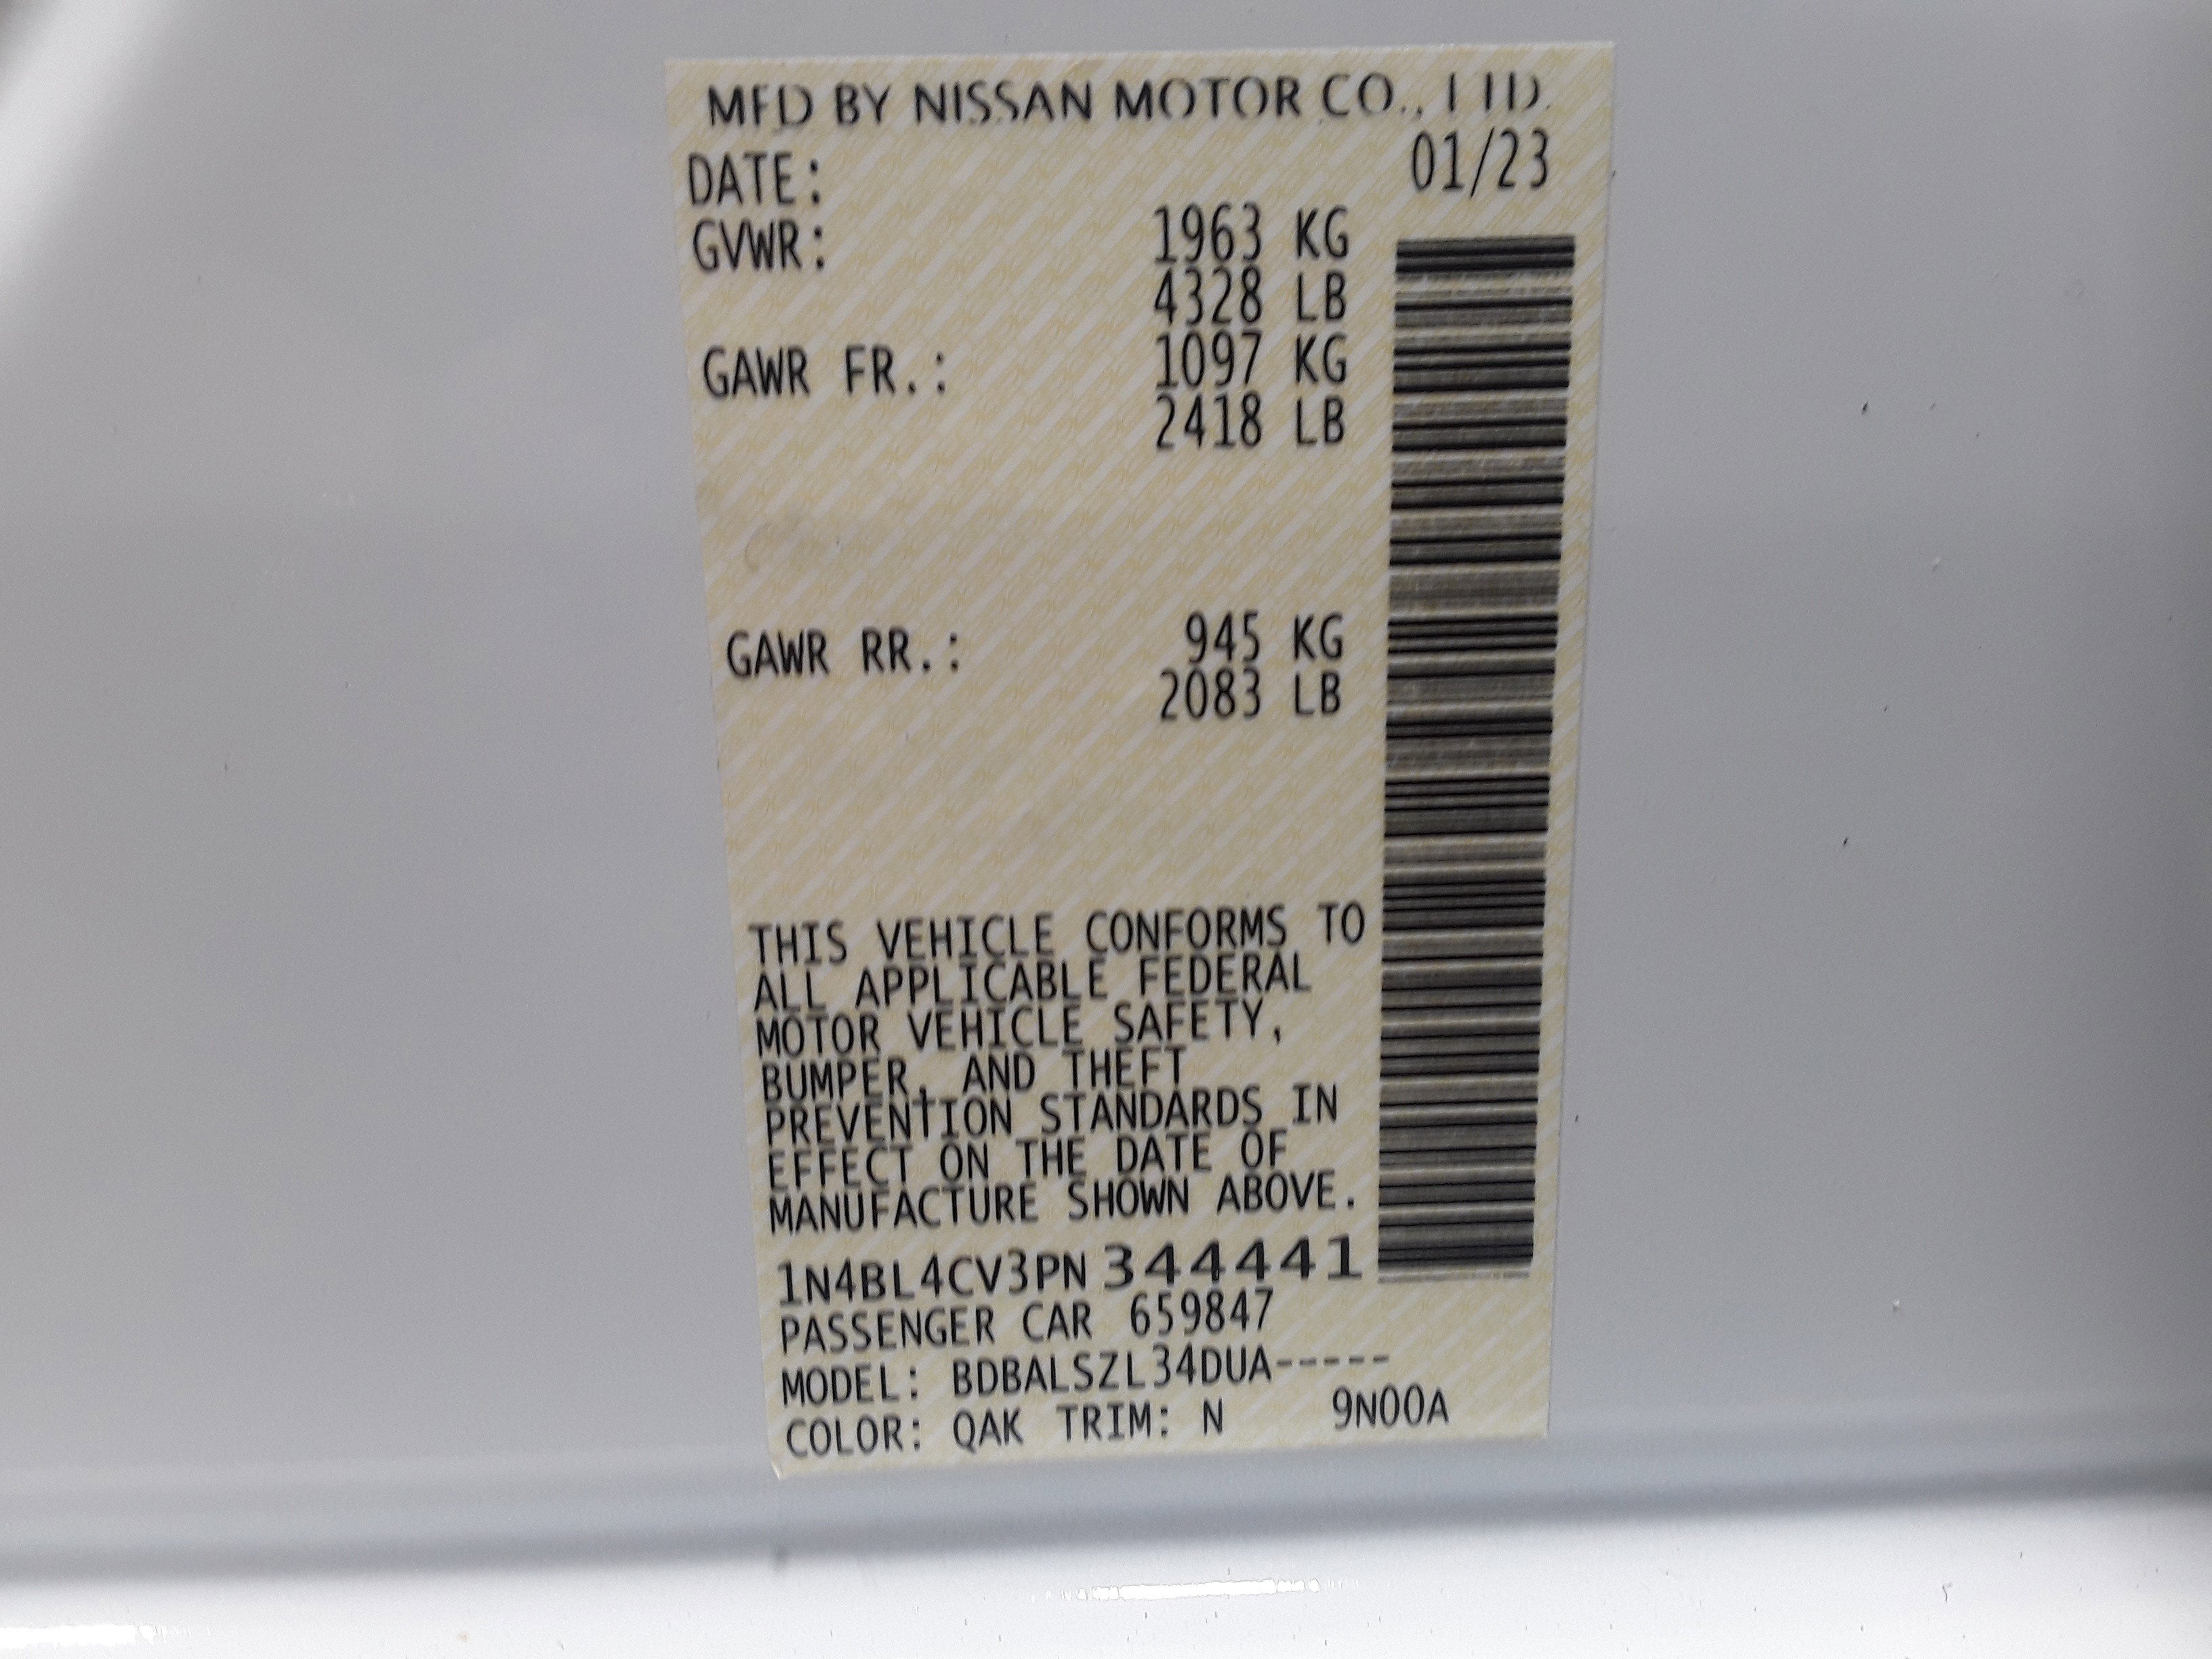 MFD BY NISSAN MOTOR CO., LTD.
DATE: 01/23
GVWR: 1963 KG
4328 LB
GAWR FR.: 1097 KG
2418 LB
GAWR RR.: 945 KG
2083 LB
THIS VEHICLE CONFORMS TO
ALL APPLICABLE FEDERAL
MOTOR VEHICLE SAFETY,
BUMPER, AND THEFT
PREVENTION STANDARDS IN
EFFECT ON THE DATE OF
MANUFACTURE SHOWN ABOVE.
1N4BL4CV3PN 344441
PASSENGER CAR 659847
MODEL: BDBALSZL34DUA-----
COLOR: QAK TRIM: N 9N00A